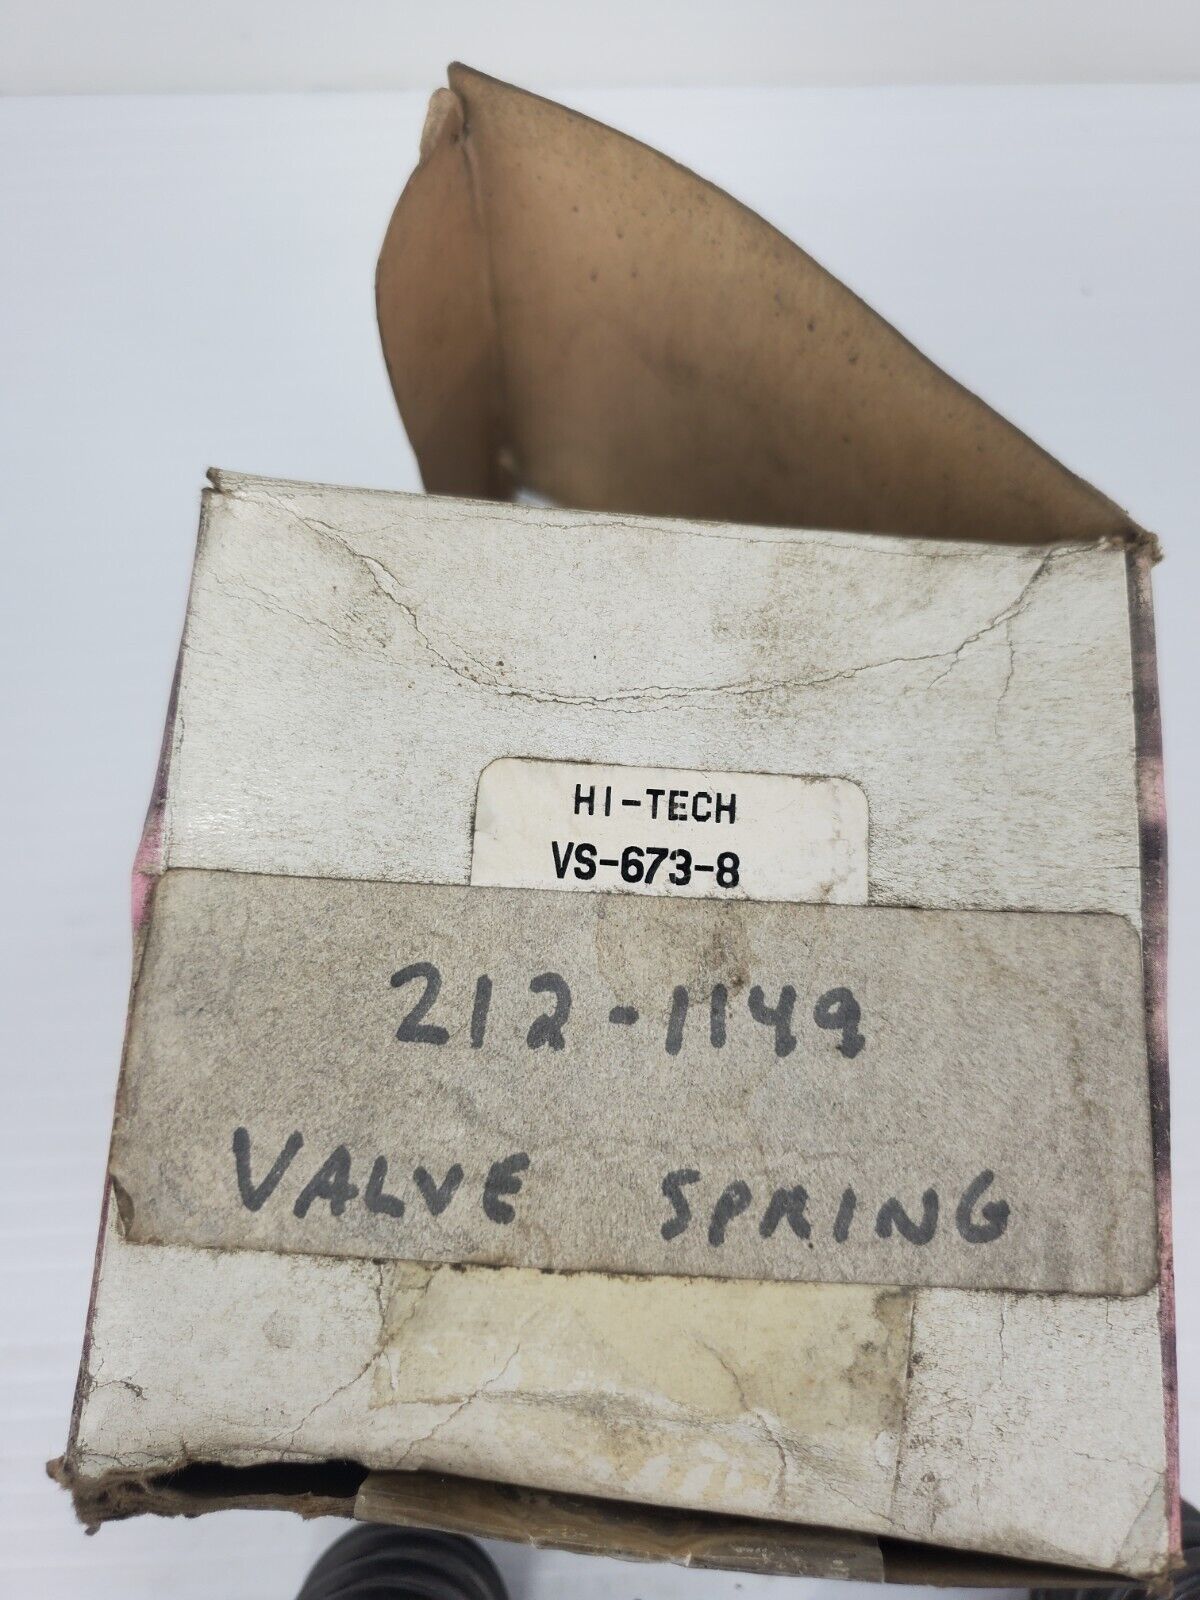 HI-TECH
VS-673-8
212-1149
VALVE SPRING